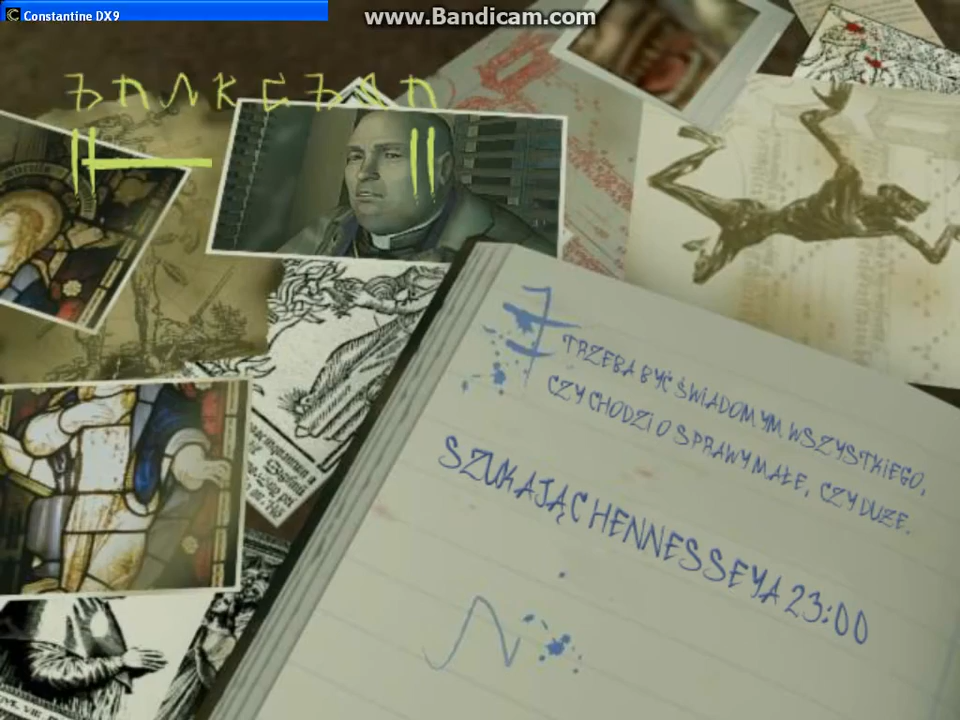 Constantine DX9
www.Bandicam.com
TRZEBA BYĆ ŚWIADOMYM WSZYSTKIEGO,
CZY CHODZI O SPRAWY MAŁE, CZY DUŻE.
SZUKAJĄC HENNESSEYA 23:00